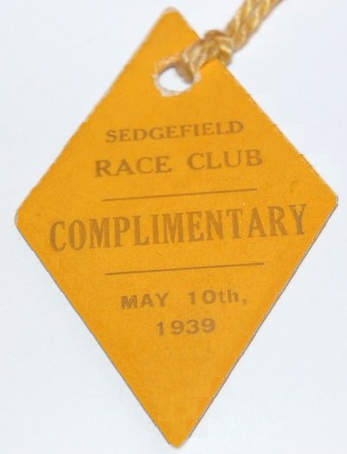 SEDGEFIELD
RACE CLUB
COMPLIMENTARY
MAY 10th,
1939